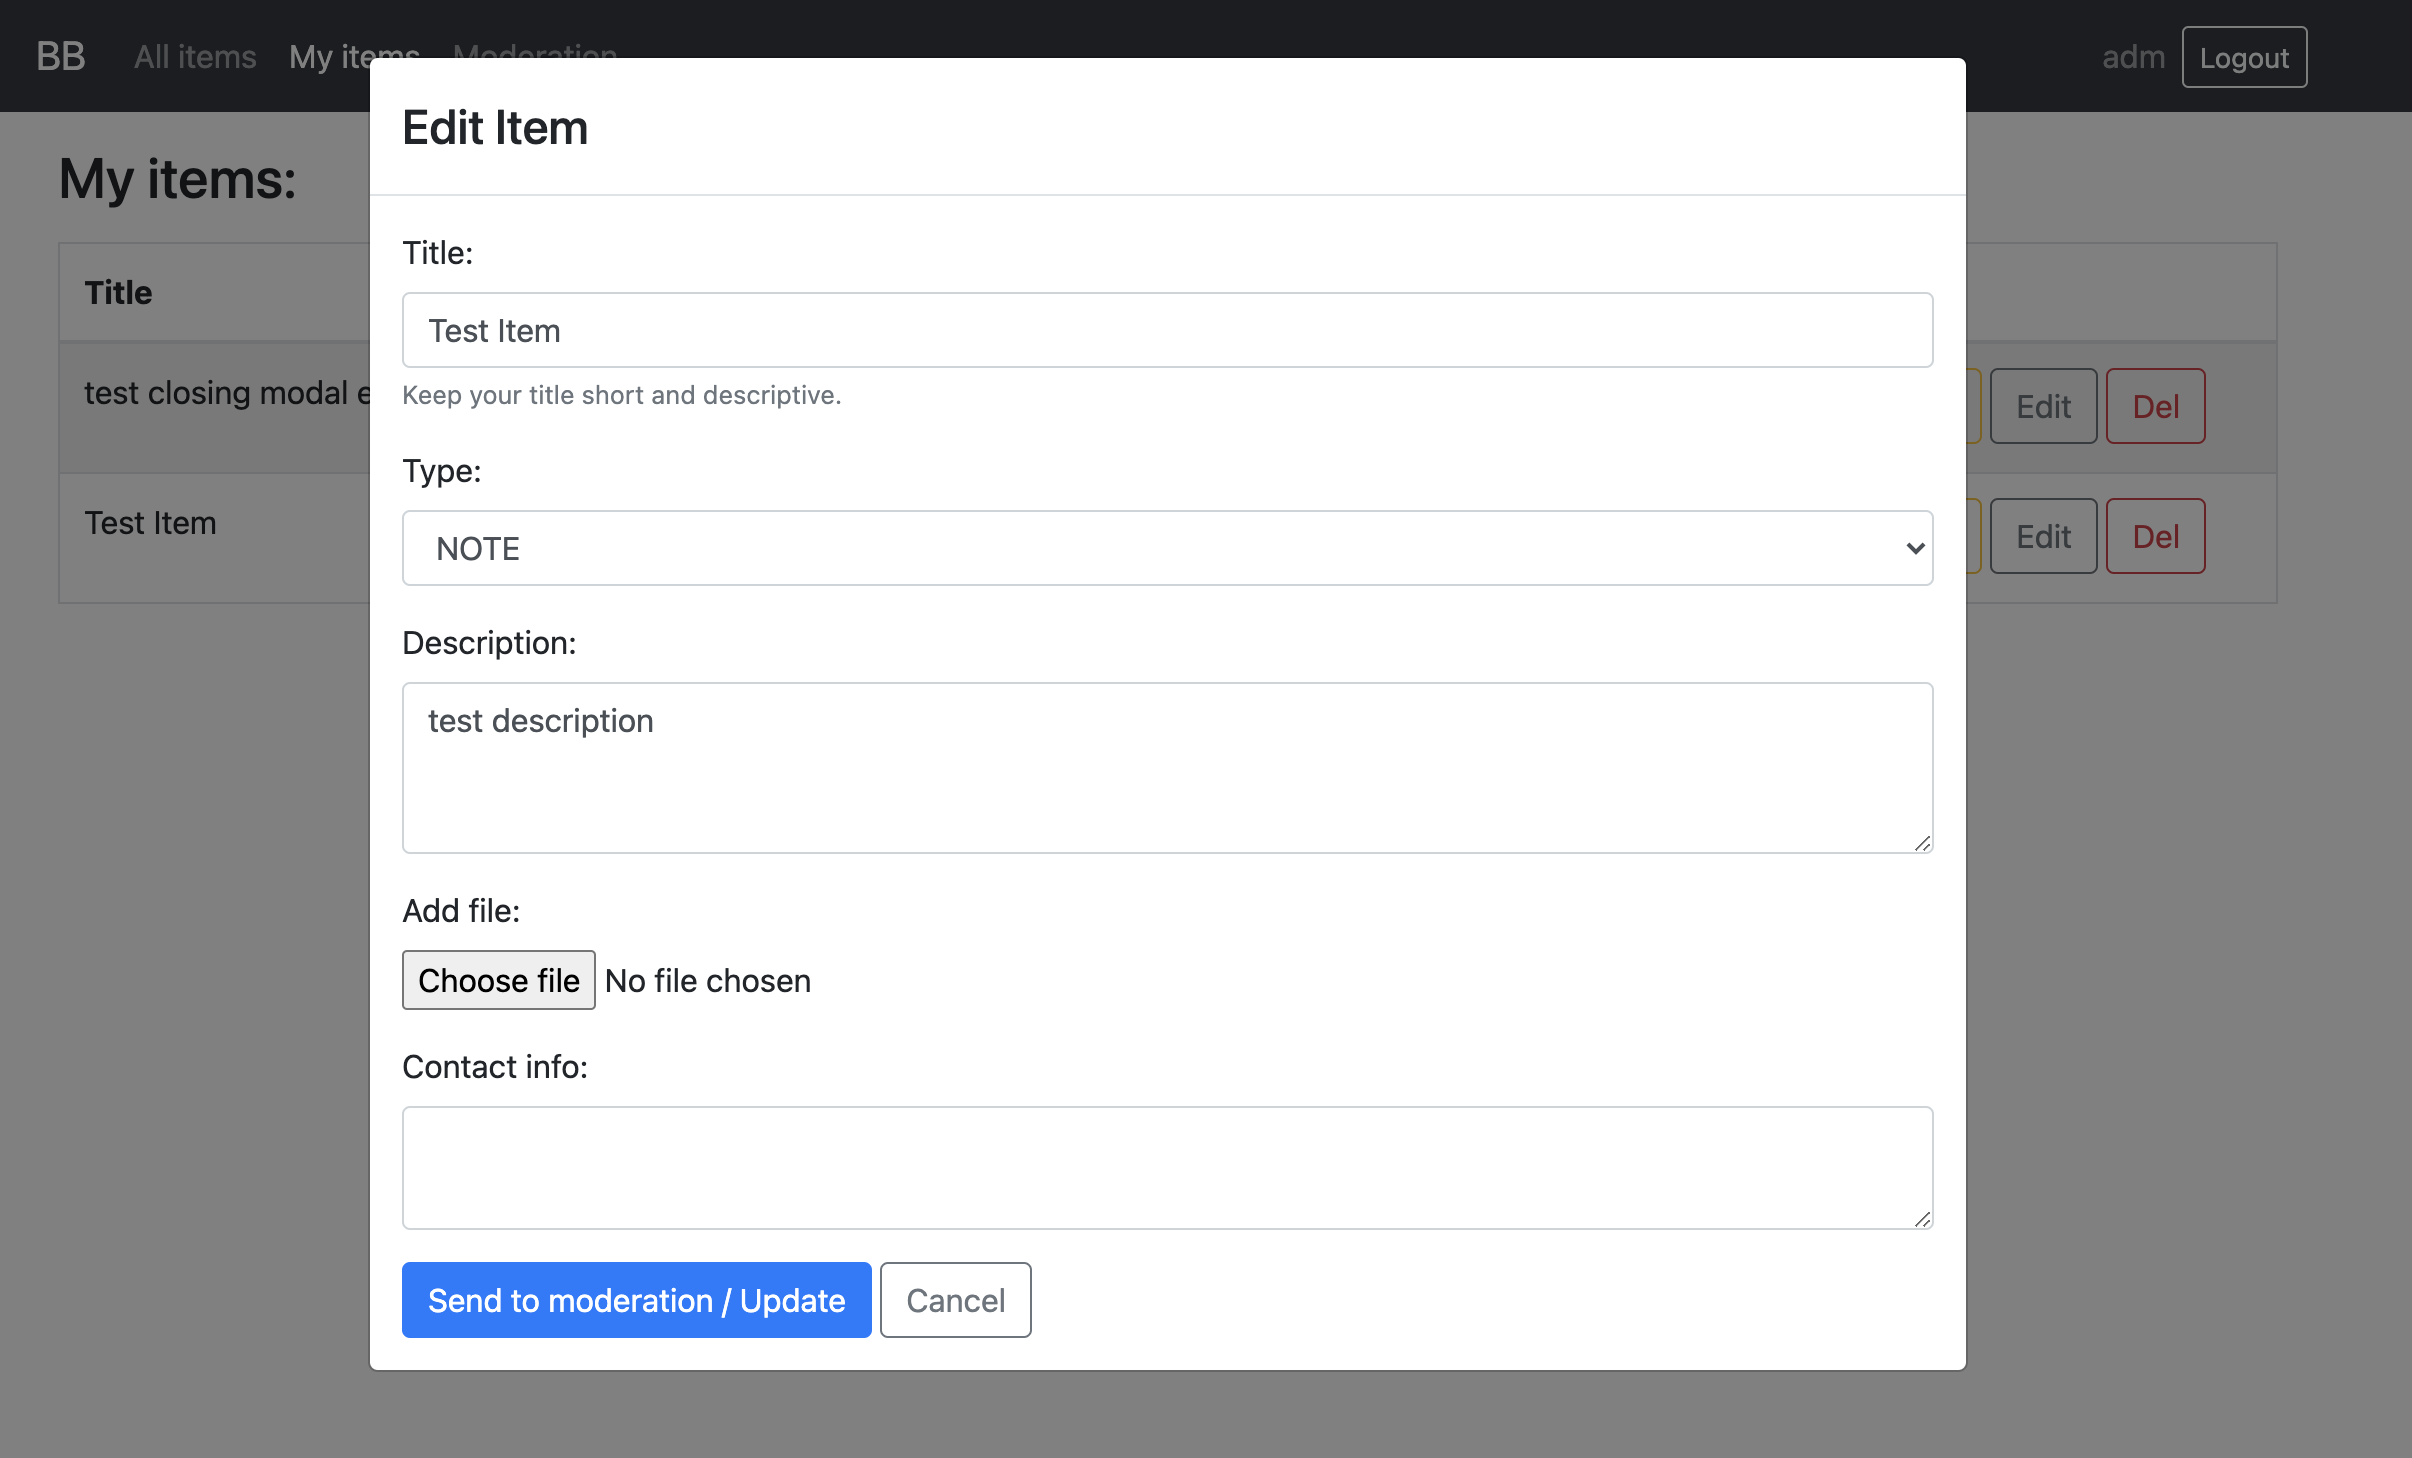 BB All items My items Moderation adm Logout
My items:
Title
test closing modal e
Edit Del
Test Item
Edit Del
Edit Item
Title:
Test Item
Keep your title short and descriptive.
Type:
NOTE
Description:
test description
Add file:
Choose file No file chosen
Contact info:
Send to moderation / Update Cancel